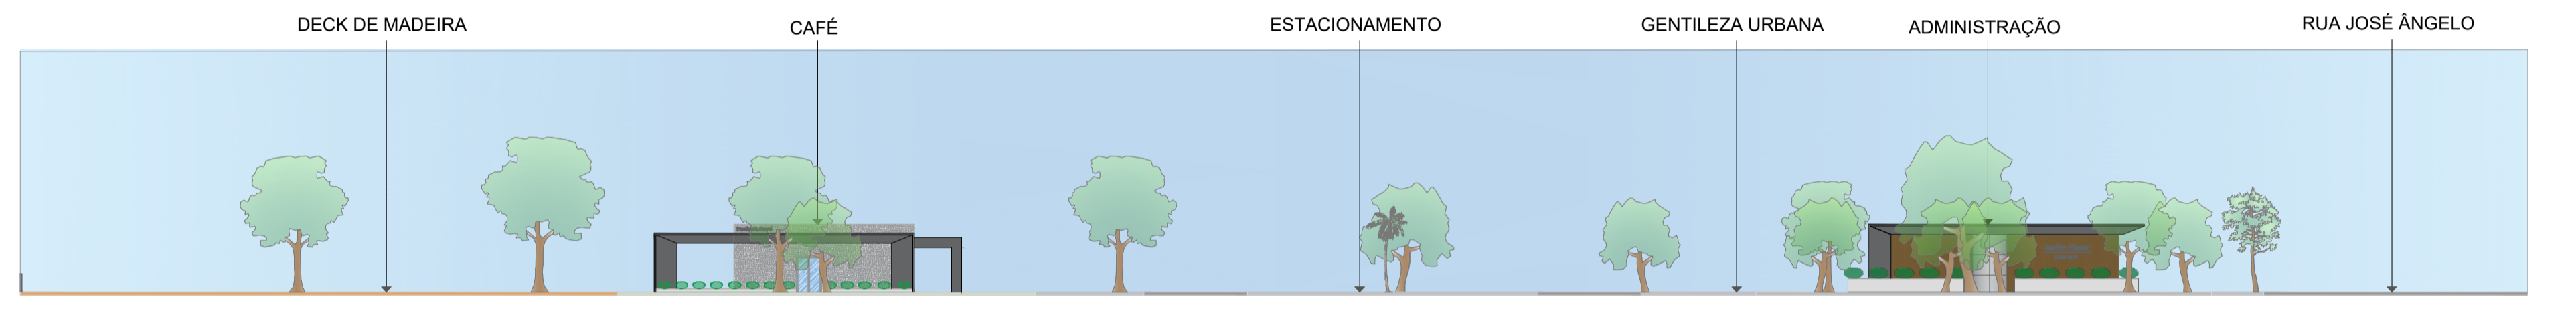 DECK DE MADEIRA
CAFÉ
ESTACIONAMENTO
GENTILEZA URBANA
ADMINISTRAÇÃO
RUA JOSÉ ÂNGELO